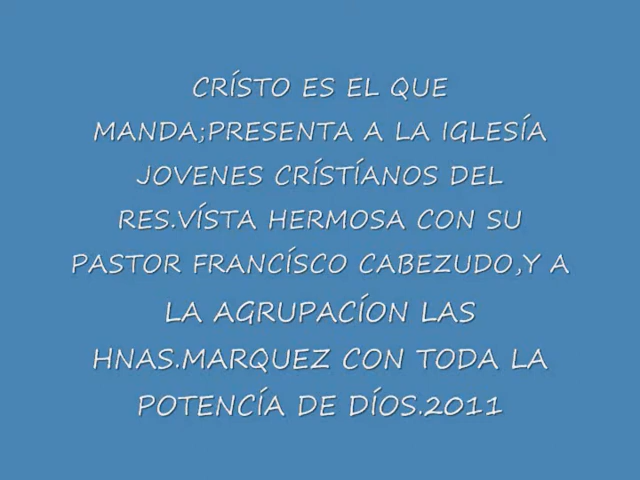 CRÍSTO ES EL QUE
MANDA;PRESENTA A LA IGLESÍA
JOVENES CRÍSTÍANOS DEL
RES.VÍSTA HERMOSA CON SU
PASTOR FRANCÍSCO CABEZUDO,Y A
LA AGRUPACÍON LAS
HNAS.MARQUEZ CON TODA LA
POTENCÍA DE DÍOS.2011